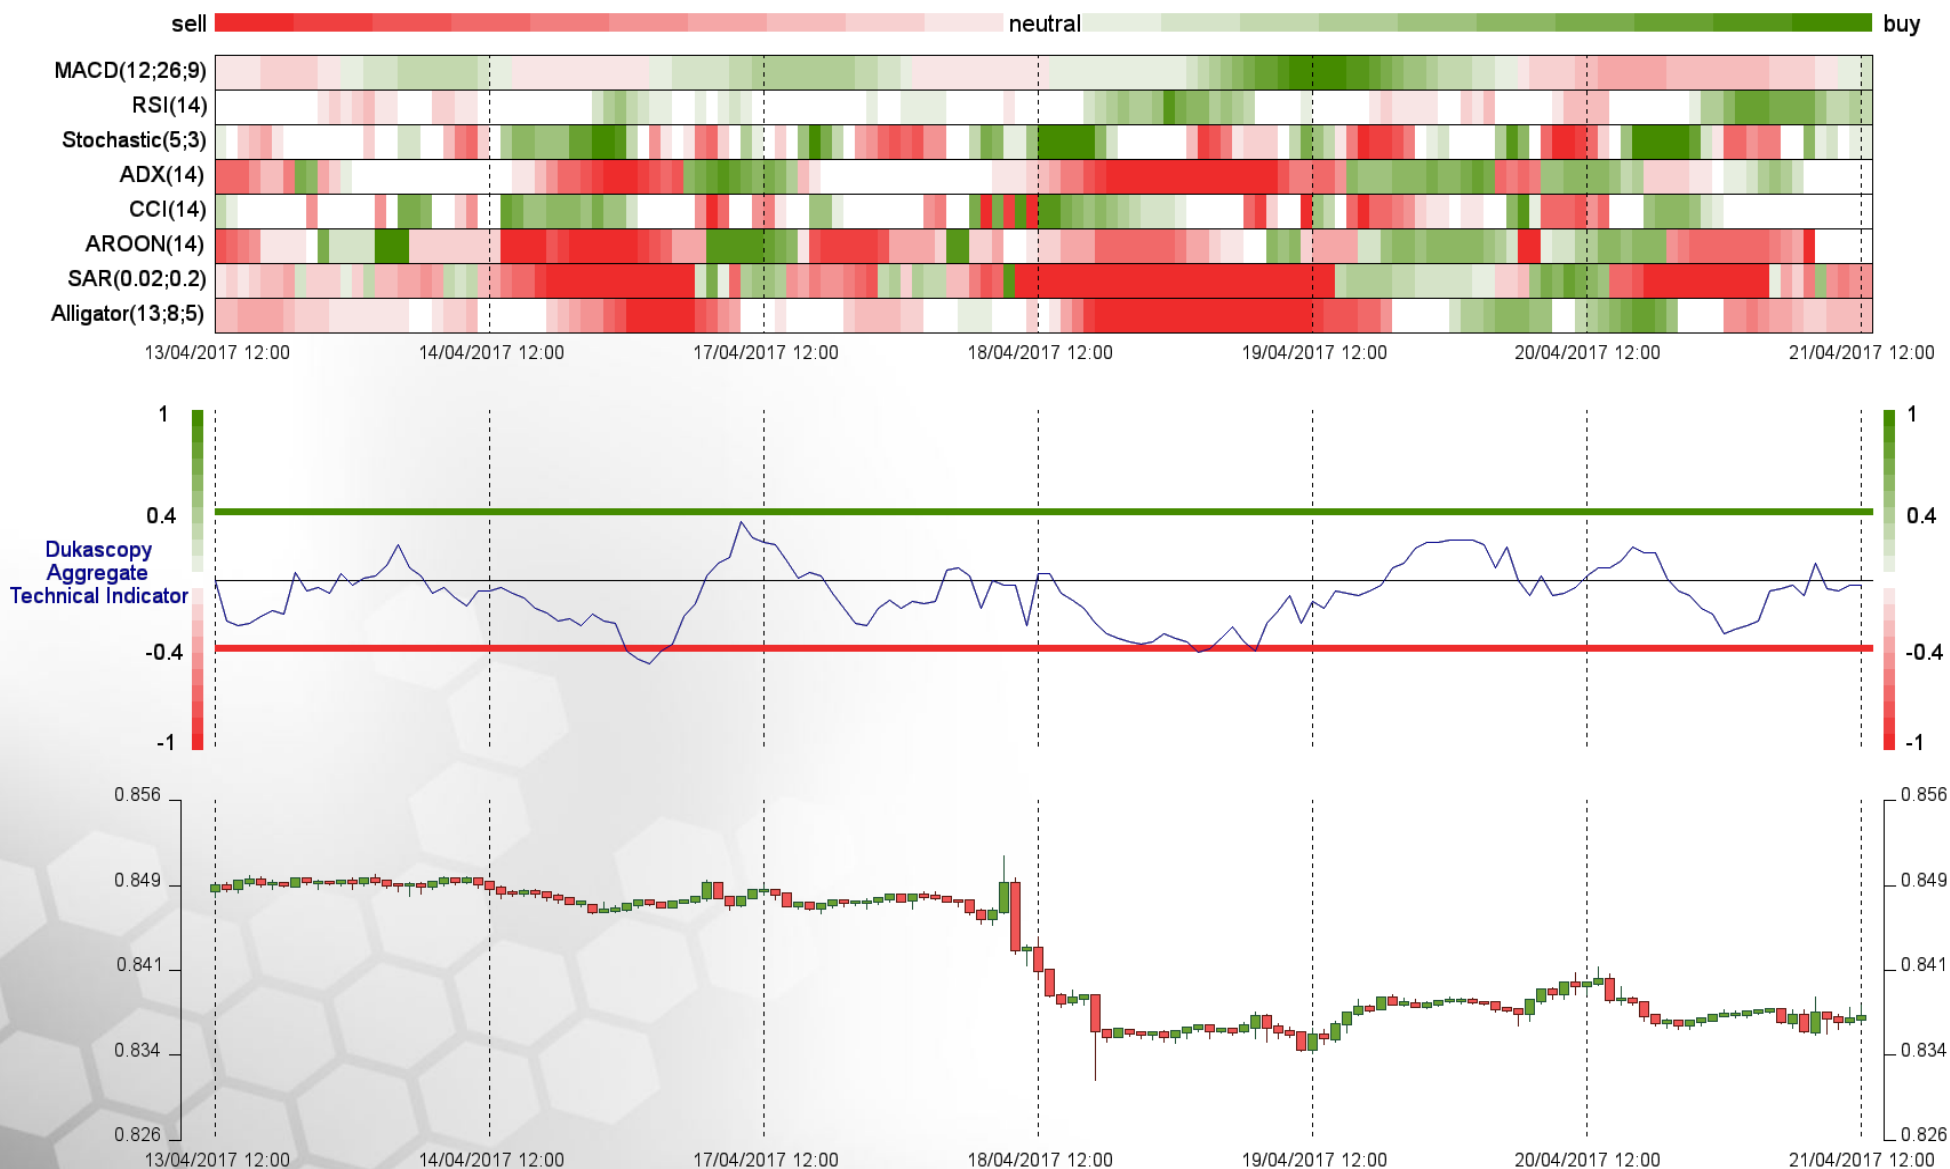 sell neutral buy
MACD(12;26;9)
RSI(14)
Stochastic(5;3)
ADX(14)
CCI(14)
AROON(14)
SAR(0.02;0.2)
Alligator(13;8;5)
13/04/2017 12:00 14/04/2017 12:00 17/04/2017 12:00 18/04/2017 12:00 19/04/2017 12:00 20/04/2017 12:00 21/04/2017 12:00
1 1
0.4 0.4
Dukascopy
Aggregate
Technical Indicator
-0.4 -0.4
-1 -1
0.856 0.856
0.849 0.849
0.841 0.841
0.834 0.834
0.826 0.826
13/04/2017 12:00 14/04/2017 12:00 17/04/2017 12:00 18/04/2017 12:00 19/04/2017 12:00 20/04/2017 12:00 21/04/2017 12:00